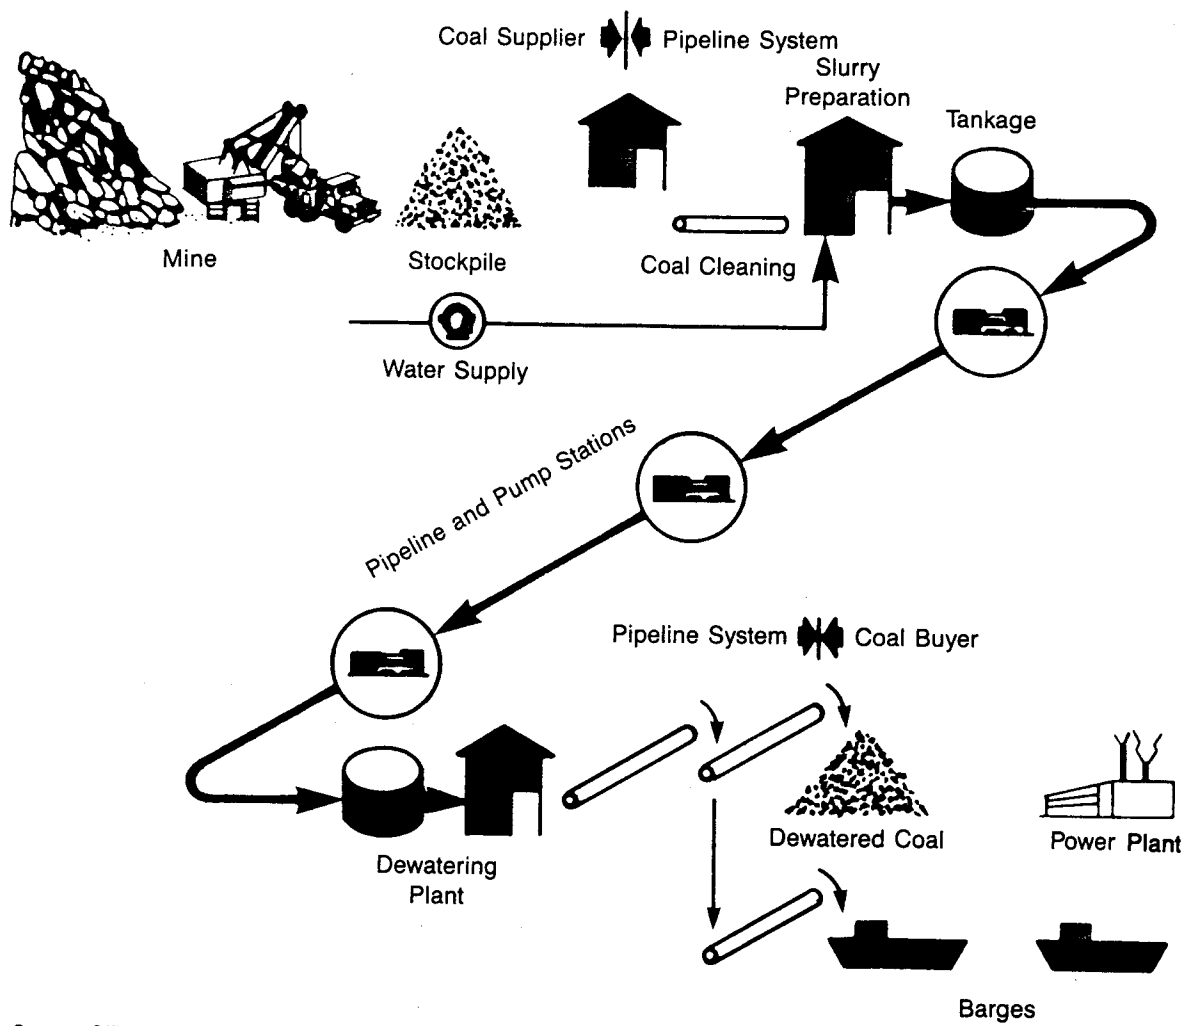 Coal Supplier Pipeline System
Slurry
Preparation
Tankage
Mine
Stockpile
Coal Cleaning
Water Supply
Pipeline and Pump Stations
Pipeline System Coal Buyer
Dewatered Coal
Power Plant
Dewatering
Plant
Barges